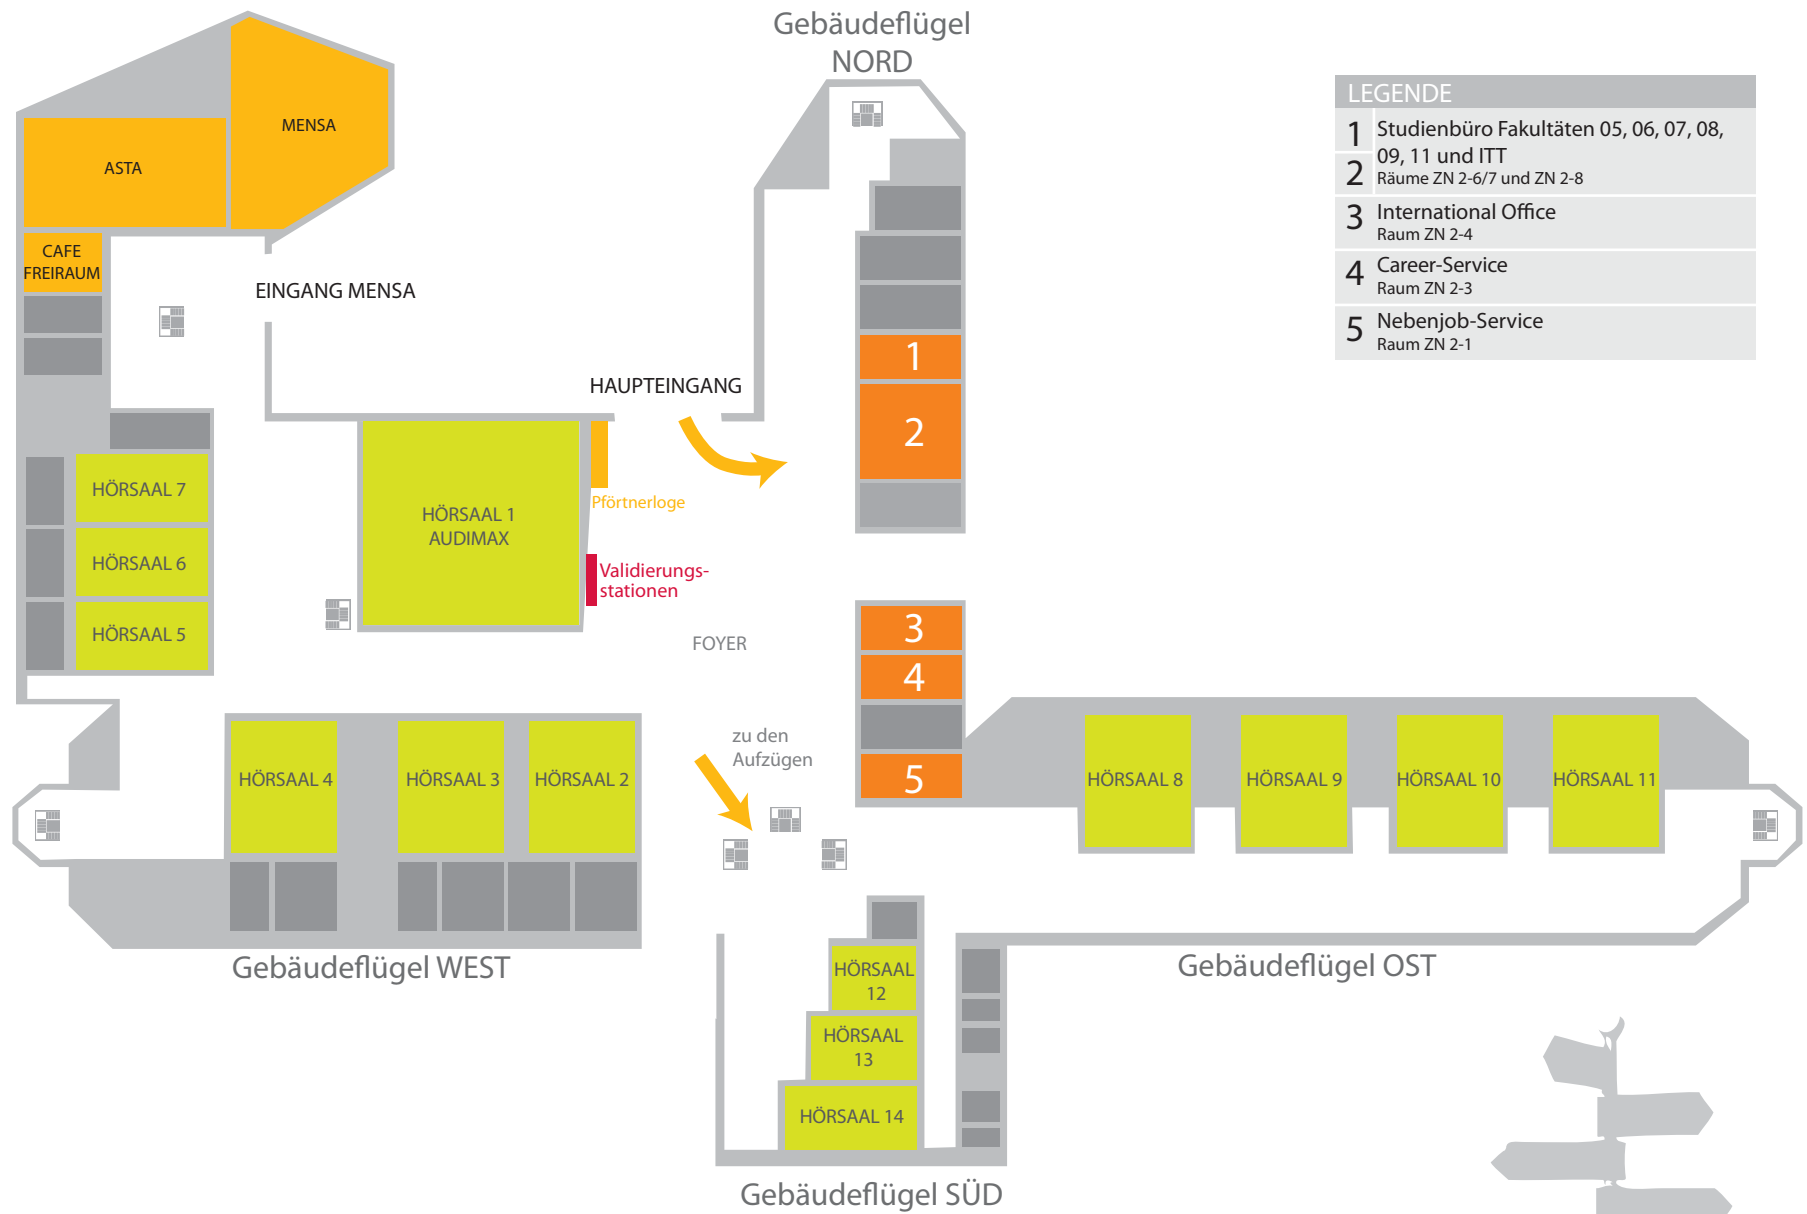 Gebäudeflügel
NORD
LEGENDE
1
2
Studienbüro Fakultäten 05, 06, 07, 08,
09, 11 und ITT
Räume ZN 2-6/7 und ZN 2-8
3 International Office
Raum ZN 2-4
4 Career-Service
Raum ZN 2-3
5 Nebenjob-Service
Raum ZN 2-1
MENSA
ASTA
CAFE
FREIRAUM
EINGANG MENSA
HAUPTEINGANG
1
2
HÖRSAAL 7
HÖRSAAL 6
HÖRSAAL 5
HÖRSAAL 1
AUDIMAX
Pförtnerloge
Validierungs-
stationen
FOYER
3
4
5
zu den
Aufzügen
HÖRSAAL 4
HÖRSAAL 3
HÖRSAAL 2
HÖRSAAL 8
HÖRSAAL 9
HÖRSAAL 10
HÖRSAAL 11
Gebäudeflügel WEST
Gebäudeflügel OST
HÖRSAAL
12
HÖRSAAL
13
HÖRSAAL 14
Gebäudeflügel SÜD